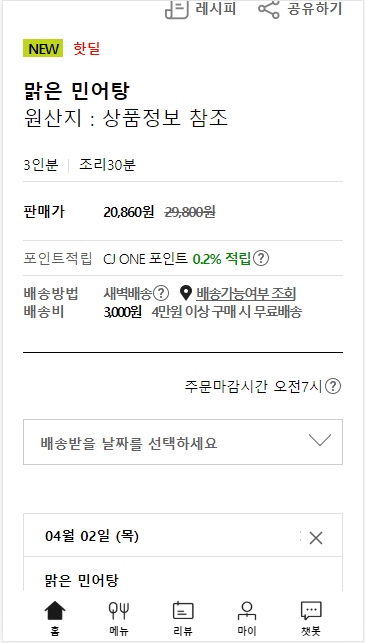 레시피 공유하기
NEW 핫딜
맑은 민어탕
원산지 : 상품정보 참조
3인분 조리30분
판매가 20,860원 29,800원
포인트적립 CJ ONE 포인트 0.2% 적립 ?
배송방법 새벽배송 ? 배송가능여부 조회
배송비 3,000원 4만원 이상 구매 시 무료배송
주문마감시간 오전7시 ?
배송받을 날짜를 선택하세요
04월 02일 (목)
맑은 민어탕
홈 메뉴 리뷰 마이 챗봇